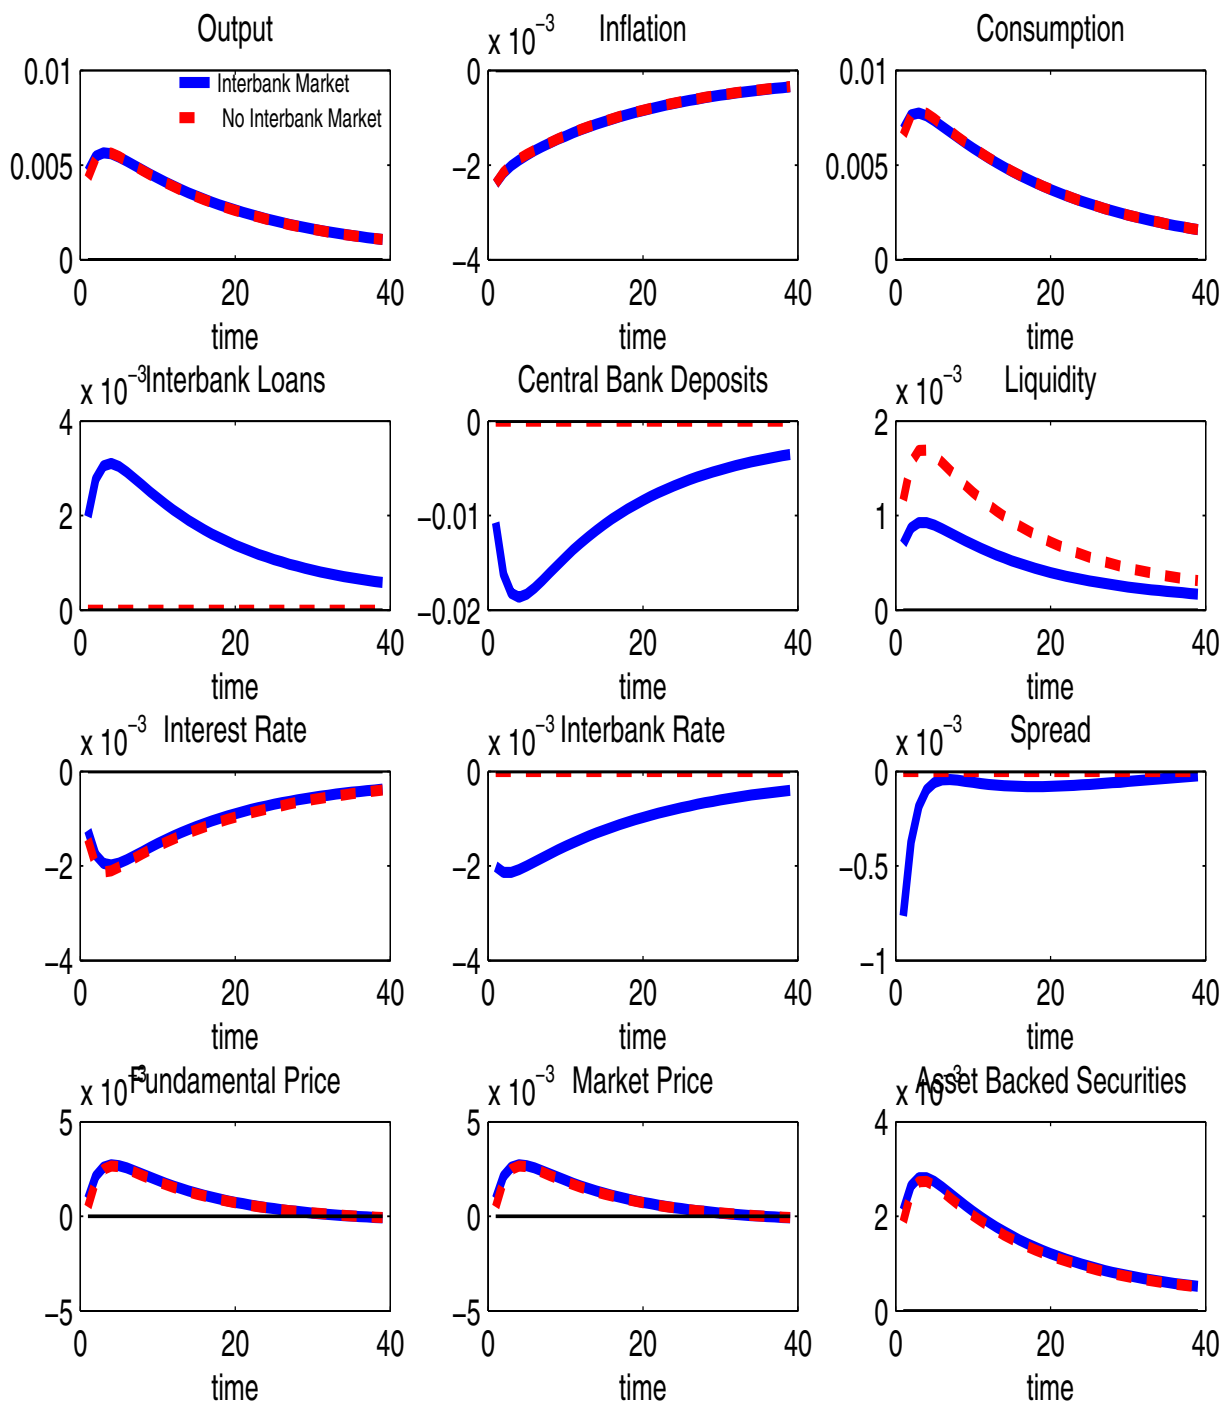 Output
0.01
0.005
0
0 20 40
time
Interbank Market
No Interbank Market
Inflation
x 10⁻³
0
−2
−4
0 20 40
time
Consumption
0.01
0.005
0
0 20 40
time
Interbank Loans
x 10⁻³
4
2
0
0 20 40
time
Central Bank Deposits
0
−0.01
−0.02
0 20 40
time
Liquidity
x 10⁻³
2
1
0
0 20 40
time
Interest Rate
x 10⁻³
0
−2
−4
0 20 40
time
Interbank Rate
x 10⁻³
0
−2
−4
0 20 40
time
Spread
x 10⁻³
0
−0.5
−1
0 20 40
time
Fundamental Price
x 10⁻³
5
0
−5
0 20 40
time
Market Price
x 10⁻³
5
0
−5
0 20 40
time
Asset Backed Securities
x 10⁻³
4
2
0
0 20 40
time